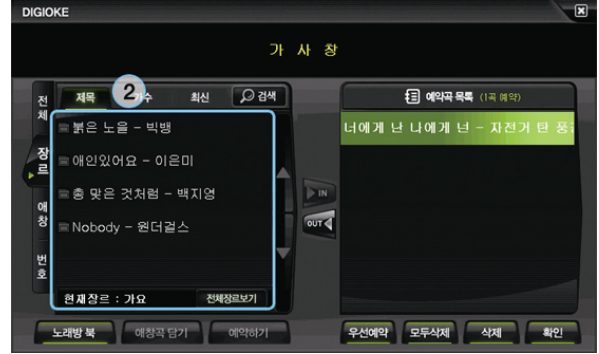 DIGIOKE
가 사 창
전체
장르
애창
번호
제목 2 가수 최신 검색
붉은 노을 - 빅뱅
애인있어요 - 이은미
총 맞은 것처럼 - 백지영
Nobody - 원더걸스
현재장르 : 가요 전체장르보기
IN
OUT
예약곡 목록 (1곡 예약)
너에게 난 나에게 넌 - 자전거 탄 풍
노래방 북 애창곡 담기 예약하기
우선예약 모두삭제 삭제 확인